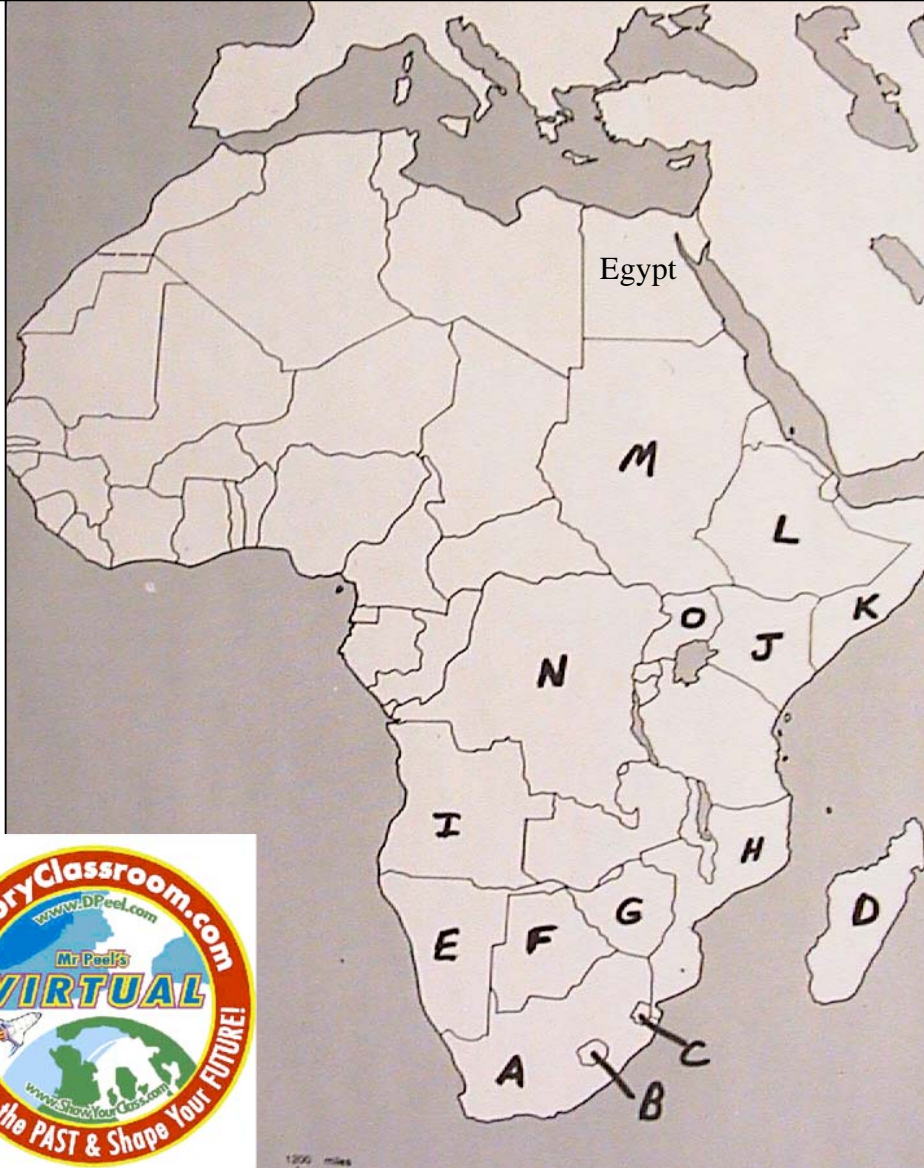 Egypt
M
L
K
O
J
N
I
H
G
D
E
F
C
A
B
ryClassroom.com
www.DPeel.com
Mr Peel's
VIRTUAL
www.ShowYourClass.com
the PAST & Shape Your FUTURE!
1200 miles